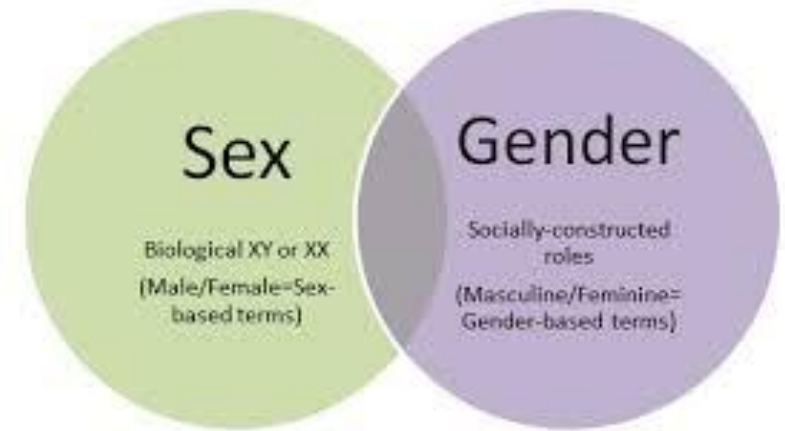 Sex
Biological XY or XX
(Male/Female=Sex-
based terms)
Gender
Socially-constructed
roles
(Masculine/Feminine=
Gender-based terms)